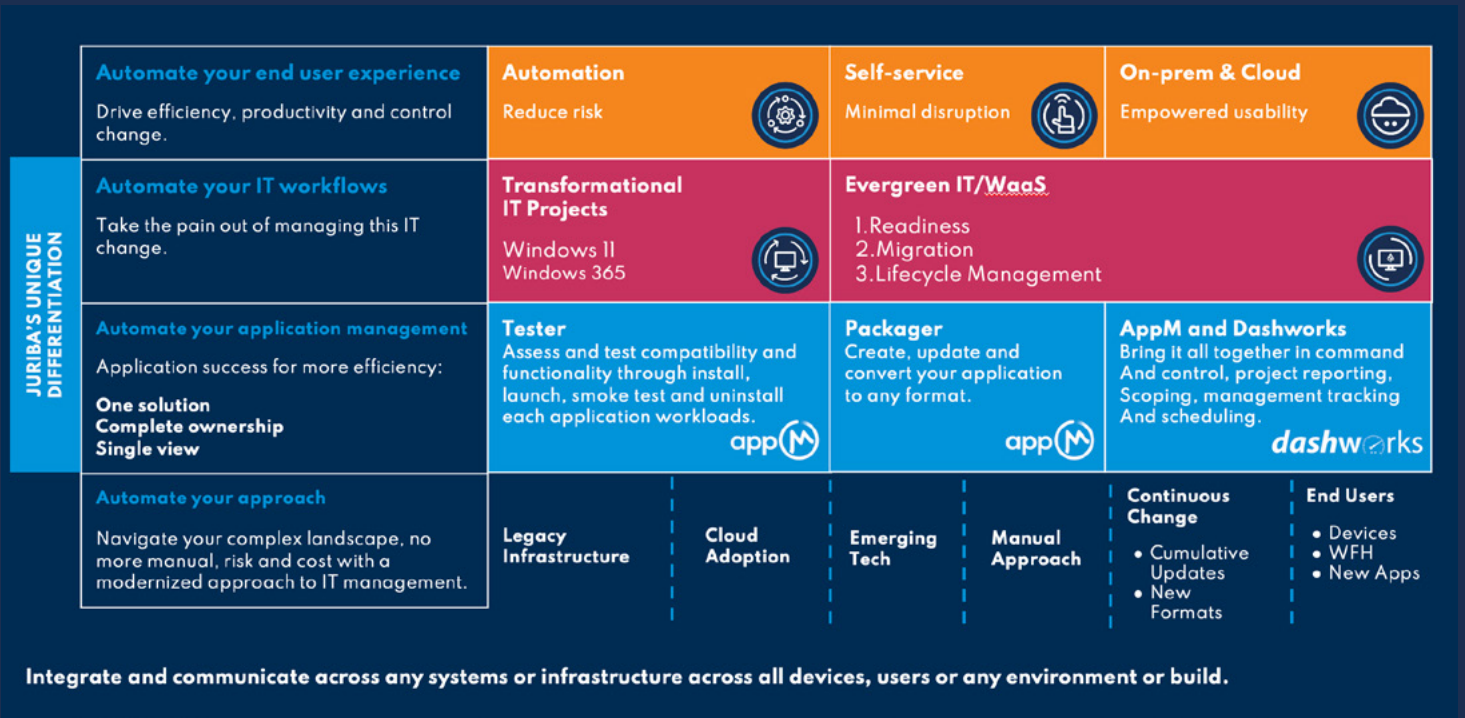 Automate your end user experience
Drive efficiency, productivity and control
change.
Automation
Reduce risk
Self-service
Minimal disruption
On-prem & Cloud
Empowered usability
JURIBA'S UNIQUE
DIFFERENTIATION
Automate your IT workflows
Take the pain out of managing this IT
change.
Transformational
IT Projects
Windows 11
Windows 365
Evergreen IT/WaaS
1.Readiness
2.Migration
3.Lifecycle Management
Automate your application management
Application success for more efficiency:
One solution
Complete ownership
Single view
Tester
Assess and test compatibility and
functionality through install,
launch, smoke test and uninstall
each application workloads.
appM
Packager
Create, update and
convert your application
to any format.
appM
AppM and Dashworks
Bring it all together in command
And control, project reporting,
Scoping, management tracking
And scheduling.
dashworks
Automate your approach
Navigate your complex landscape, no
more manual, risk and cost with a
modernized approach to IT management.
Legacy
Infrastructure
Cloud
Adoption
Emerging
Tech
Manual
Approach
Continuous
Change
• Cumulative
Updates
• New
Formats
End Users
• Devices
• WFH
• New Apps
Integrate and communicate across any systems or infrastructure across all devices, users or any environment or build.